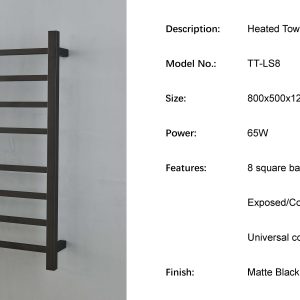 Description: Heated Tow
Model No.: TT-LS8
Size: 800x500x12
Power: 65W
Features: 8 square ba
Exposed/Co
Universal co
Finish: Matte Black